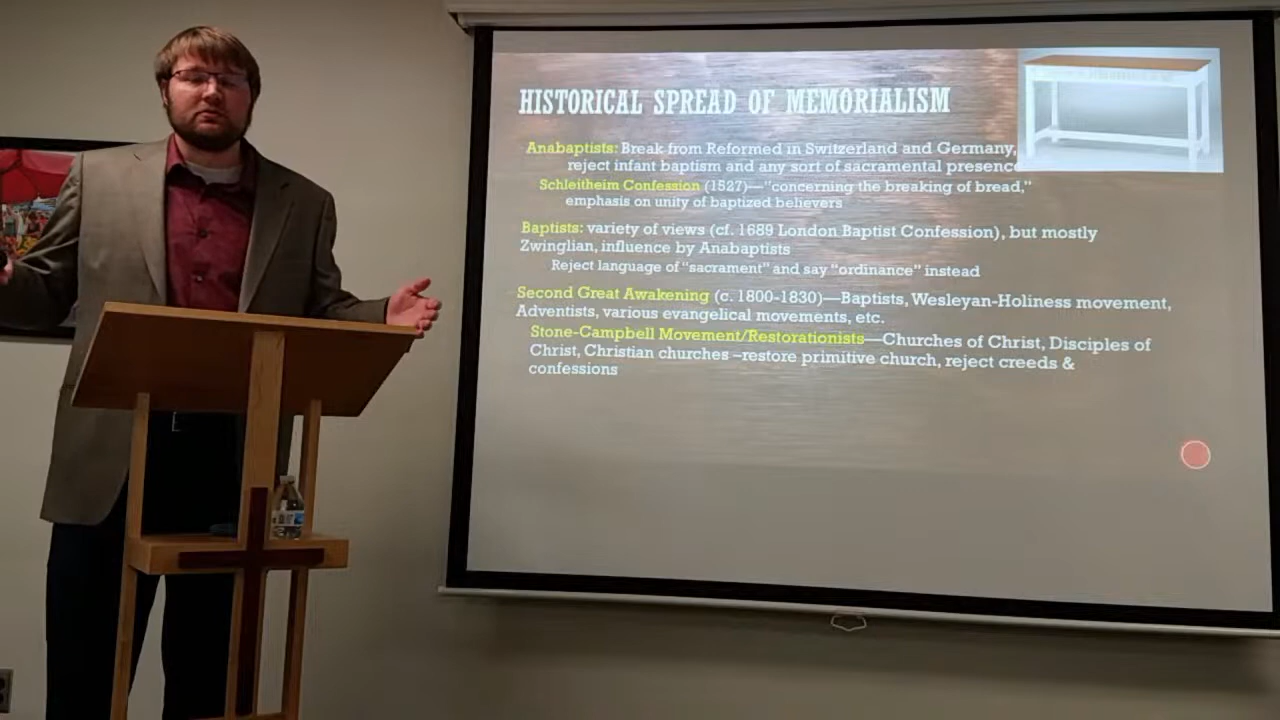 HISTORICAL SPREAD OF MEMORIALISM
Anabaptists: Break from Reformed in Switzerland and Germany,
reject infant baptism and any sort of sacramental presence
Schleitheim Confession (1527)—"concerning the breaking of bread,"
emphasis on unity of baptized believers
Baptists: variety of views (cf. 1689 London Baptist Confession), but mostly
Zwinglian, influence by Anabaptists
Reject language of "sacrament" and say "ordinance" instead
Second Great Awakening (c. 1800-1830)—Baptists, Wesleyan-Holiness movement,
Adventists, various evangelical movements, etc.
Stone-Campbell Movement/Restorationists—Churches of Christ, Disciples of
Christ, Christian churches –restore primitive church, reject creeds &
confessions